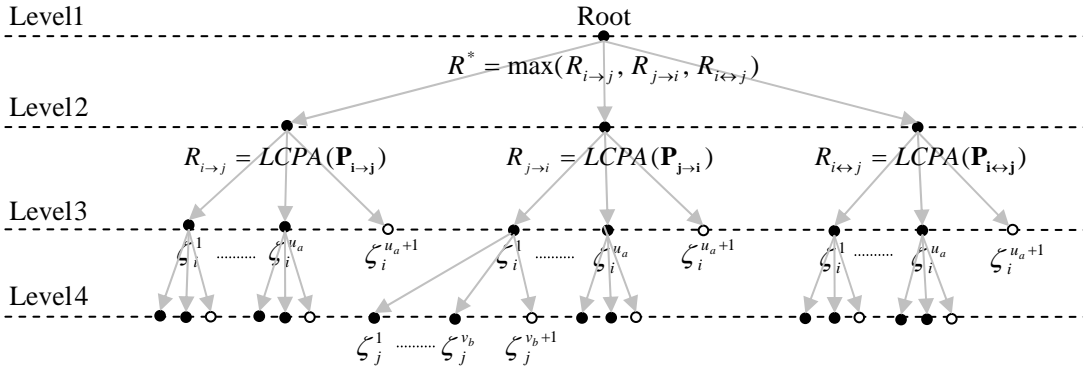 Level1 Root
R* = max(R_{i→j}, R_{j→i}, R_{i↔j})
Level2
R_{i→j} = LCPA(P_{i→j}) R_{j→i} = LCPA(P_{j→i}) R_{i↔j} = LCPA(P_{i↔j})
Level3
ζ_i^1 .......... ζ_i^{u_a} ζ_i^{u_a+1} ζ_i^1 .......... ζ_i^{u_a} ζ_i^{u_a+1} ζ_i^1 .......... ζ_i^{u_a} ζ_i^{u_a+1}
Level4
ζ_j^1 .......... ζ_j^{v_b} ζ_j^{v_b+1}